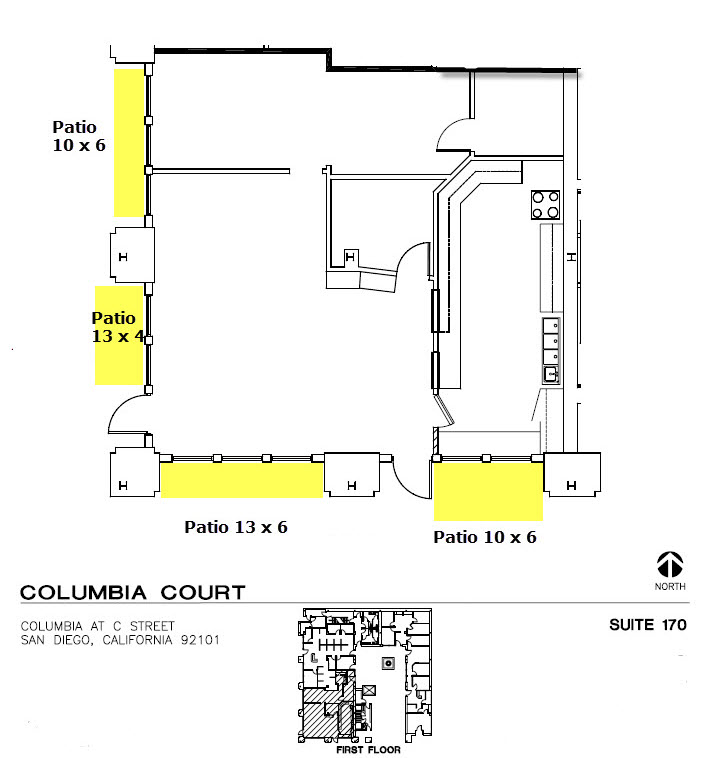 Patio
10 x 6
H
H
H
Patio
13 x 4
H
H
H
Patio 13 x 6
Patio 10 x 6
NORTH
COLUMBIA COURT
COLUMBIA AT C STREET
SAN DIEGO, CALIFORNIA 92101
SUITE 170
FIRST FLOOR